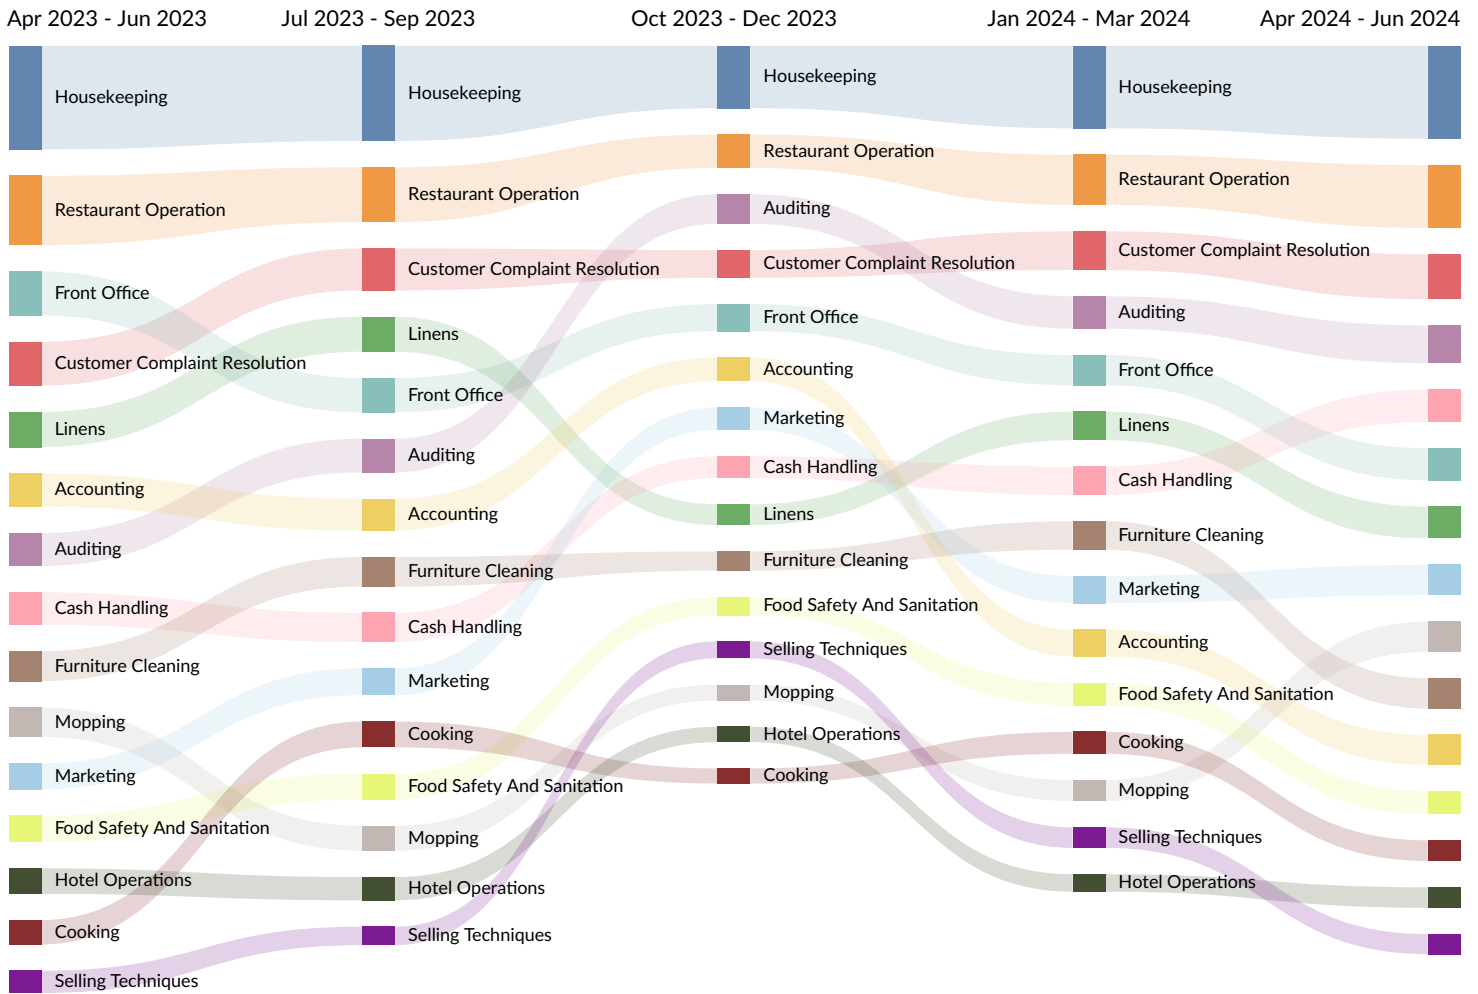 Apr 2023 - Jun 2023
Jul 2023 - Sep 2023
Oct 2023 - Dec 2023
Jan 2024 - Mar 2024
Apr 2024 - Jun 2024
Housekeeping
Restaurant Operation
Front Office
Customer Complaint Resolution
Linens
Accounting
Auditing
Cash Handling
Furniture Cleaning
Mopping
Marketing
Food Safety And Sanitation
Hotel Operations
Cooking
Selling Techniques
Housekeeping
Restaurant Operation
Customer Complaint Resolution
Linens
Front Office
Auditing
Accounting
Furniture Cleaning
Cash Handling
Marketing
Cooking
Food Safety And Sanitation
Mopping
Hotel Operations
Selling Techniques
Housekeeping
Restaurant Operation
Auditing
Customer Complaint Resolution
Front Office
Accounting
Marketing
Cash Handling
Linens
Furniture Cleaning
Food Safety And Sanitation
Selling Techniques
Mopping
Hotel Operations
Cooking
Housekeeping
Restaurant Operation
Customer Complaint Resolution
Auditing
Front Office
Linens
Cash Handling
Furniture Cleaning
Marketing
Accounting
Food Safety And Sanitation
Cooking
Mopping
Selling Techniques
Hotel Operations